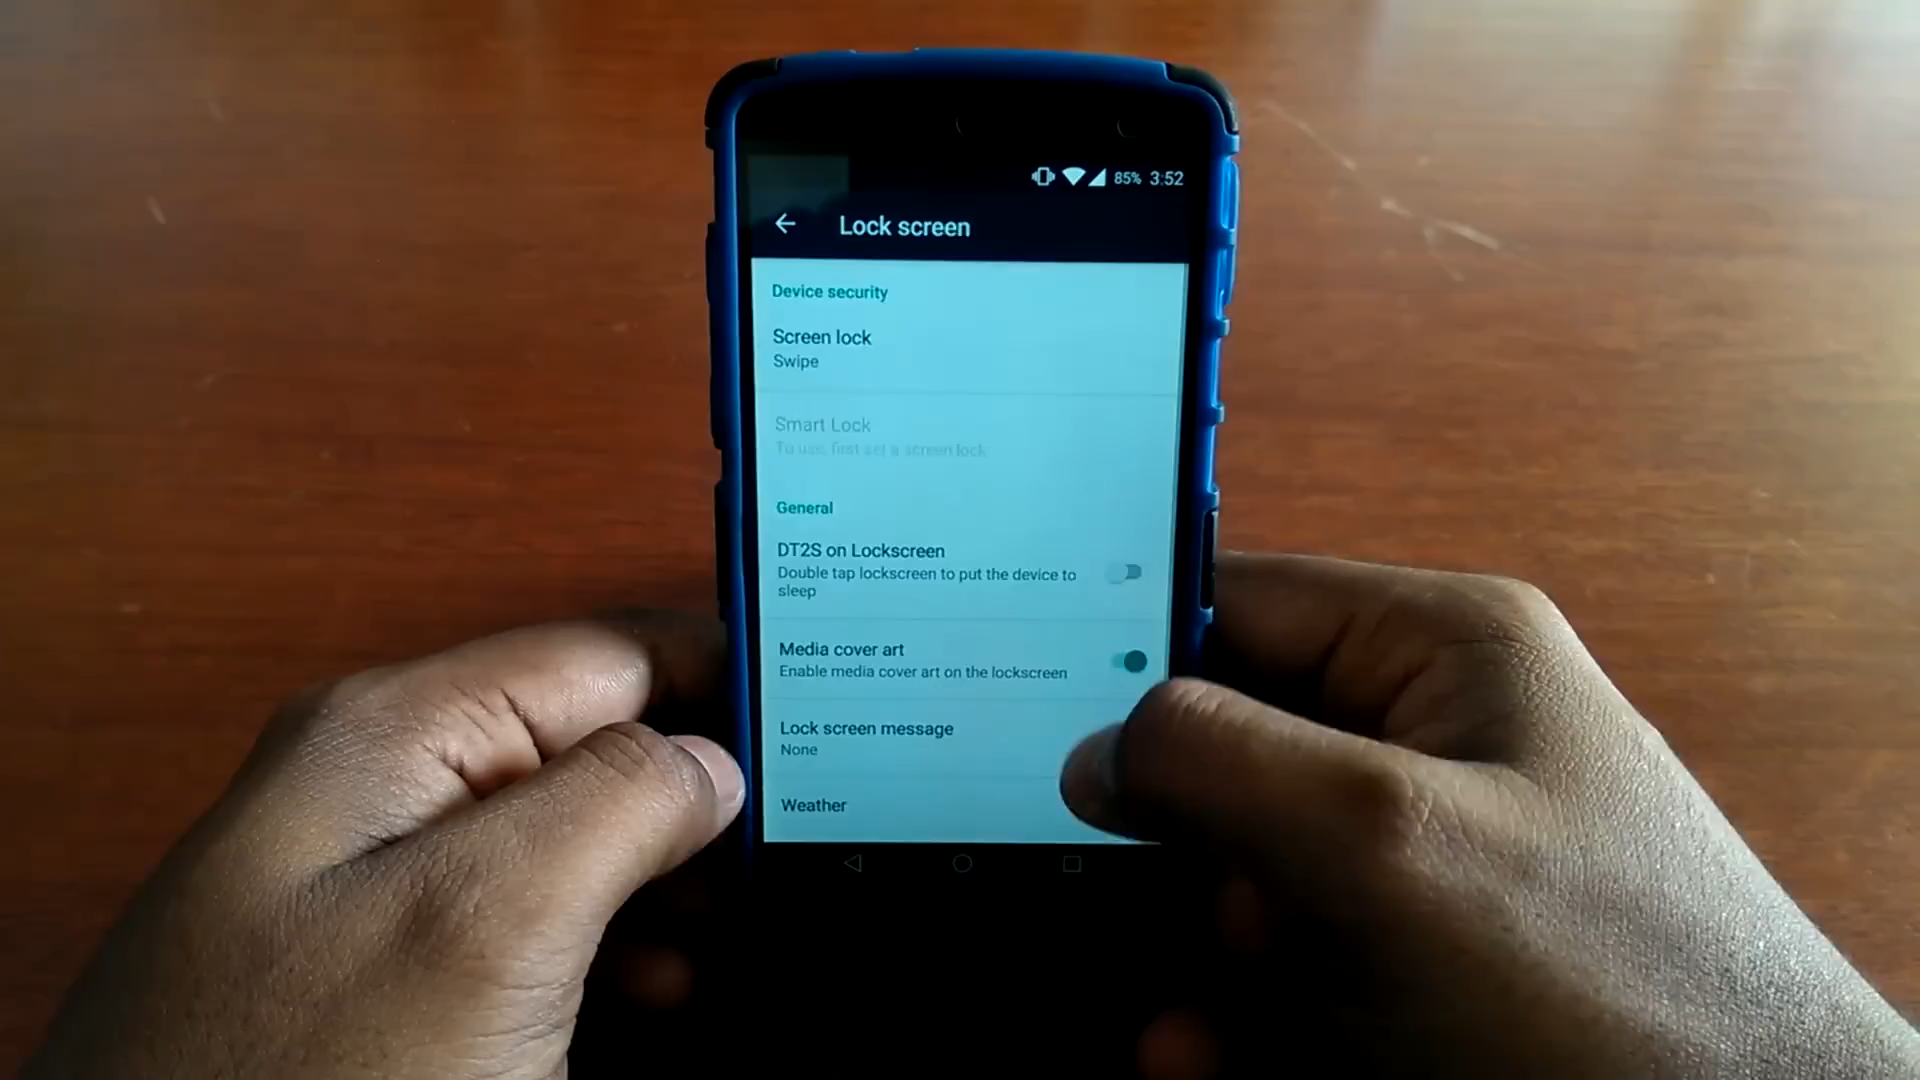 85% 3:52
Lock screen
Device security
Screen lock
Swipe
Smart Lock
To use, first set a screen lock
General
DT2S on Lockscreen
Double tap lockscreen to put the device to
sleep
Media cover art
Enable media cover art on the lockscreen
Lock screen message
None
Weather